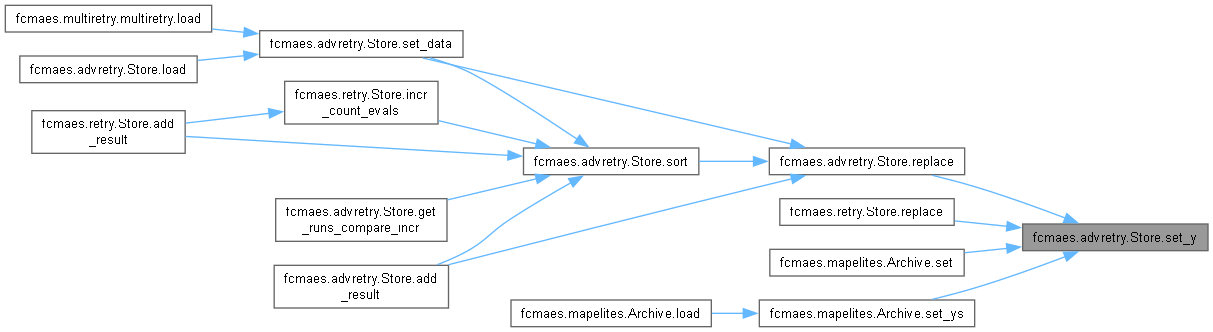 fcmaes.multiretry.multiretry.load
fcmaes.advretry.Store.set_data
fcmaes.advretry.Store.load
fcmaes.retry.Store.incr
_count_evals
fcmaes.retry.Store.add
_result
fcmaes.advretry.Store.sort
fcmaes.advretry.Store.replace
fcmaes.advretry.Store.get
_runs_compare_incr
fcmaes.retry.Store.replace
fcmaes.advretry.Store.set_y
fcmaes.mapelites.Archive.set
fcmaes.advretry.Store.add
_result
fcmaes.mapelites.Archive.load
fcmaes.mapelites.Archive.set_ys